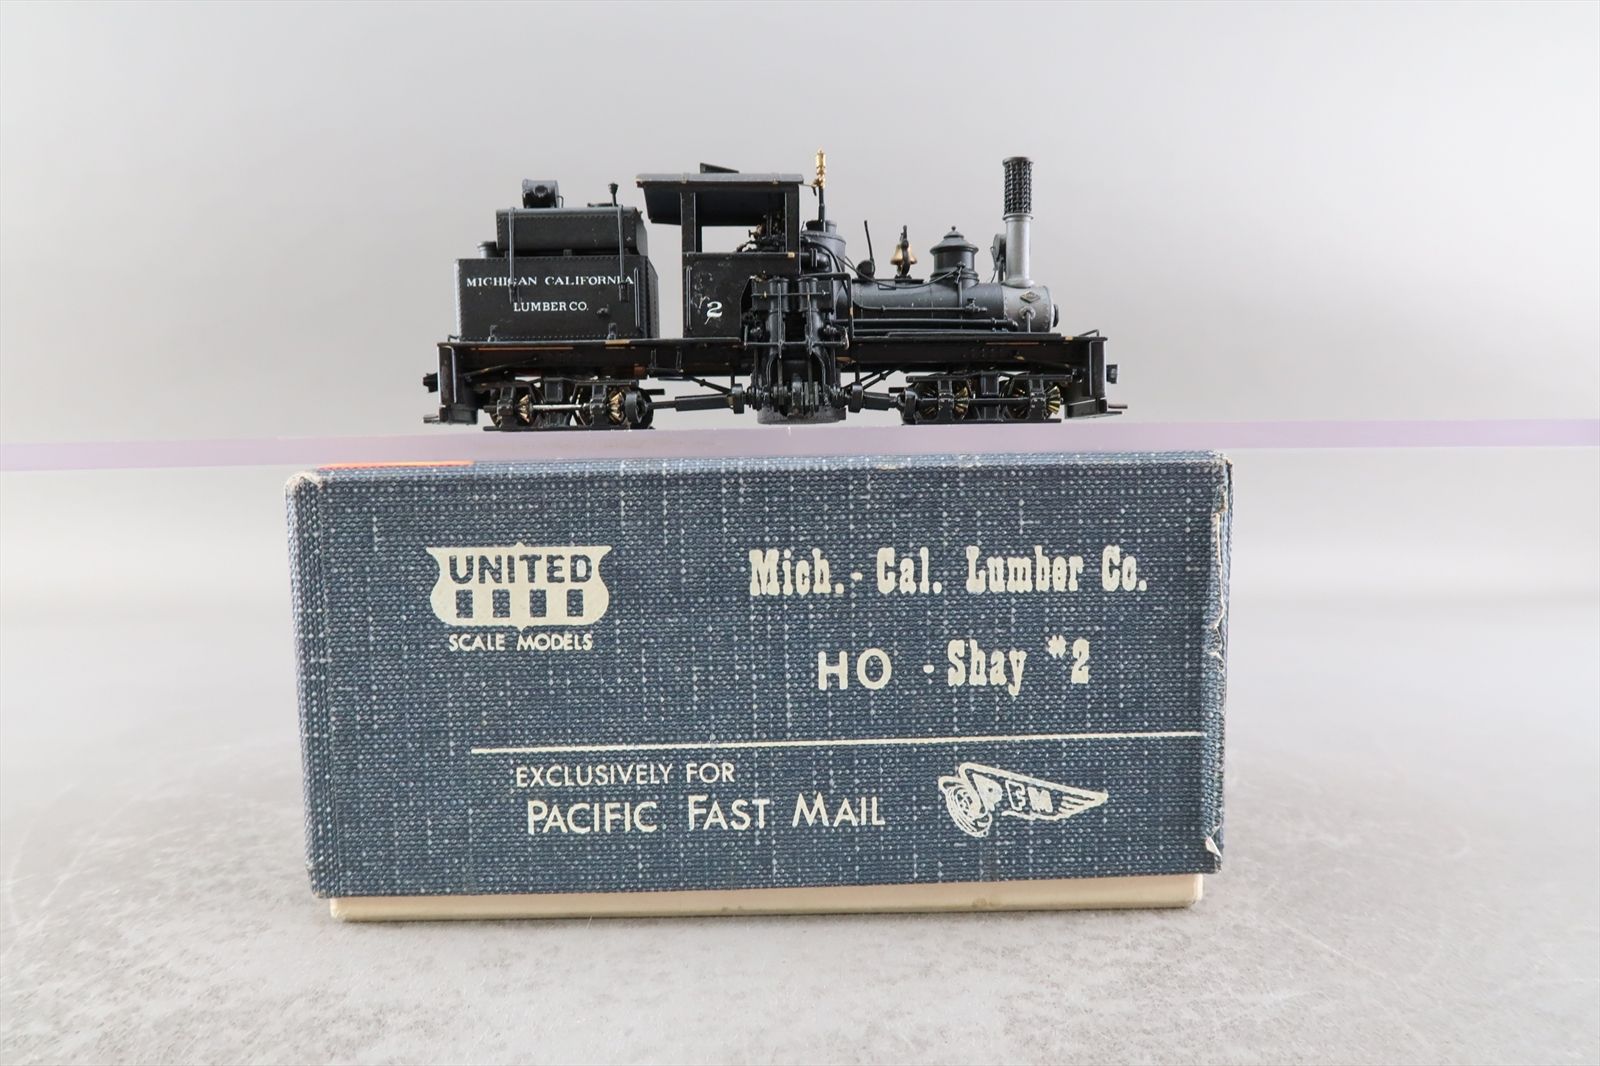 MICHIGAN CALIFORNIA
LUMBER CO.
2
UNITED
SCALE MODELS
Mich.- Cal. Lumber Co.
HO - Shay #2
EXCLUSIVELY FOR
PACIFIC FAST MAIL
PFM